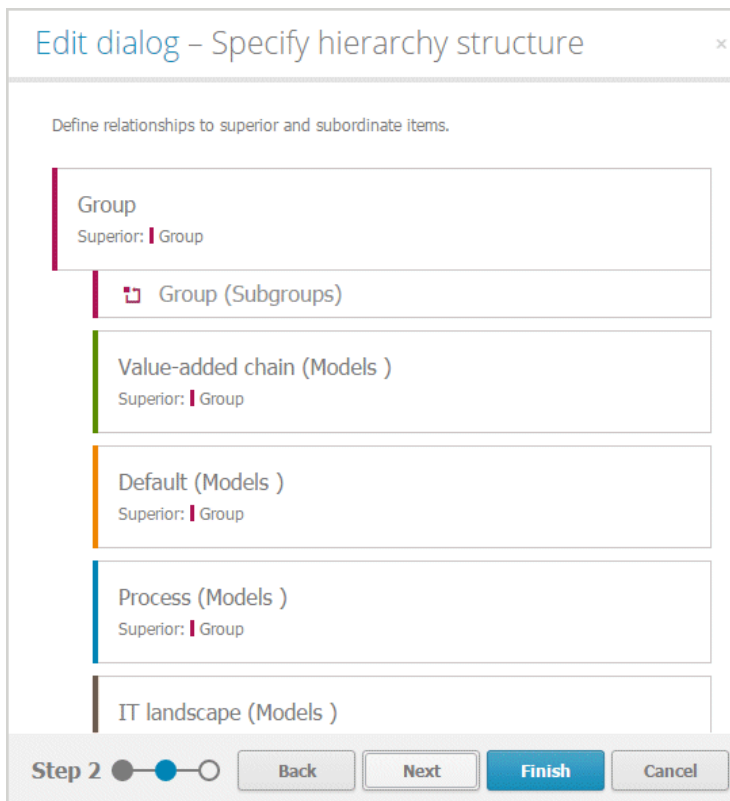 Edit dialog – Specify hierarchy structure ×
Define relationships to superior and subordinate items.
Group
Superior: Group
Group (Subgroups)
Value-added chain (Models )
Superior: Group
Default (Models )
Superior: Group
Process (Models )
Superior: Group
IT landscape (Models )
Step 2 Back Next Finish Cancel